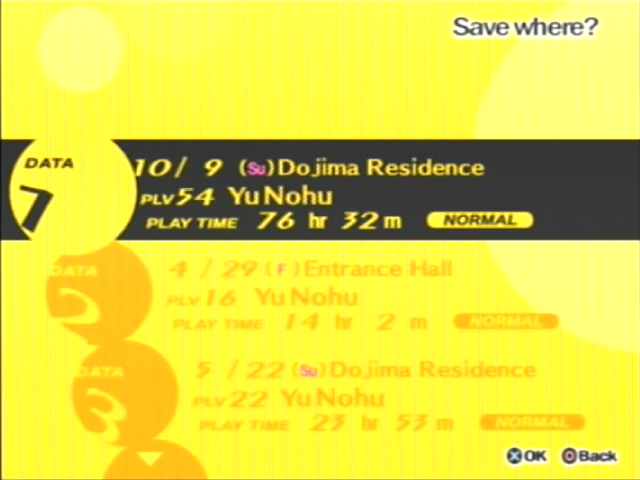 Save where?
DATA 1
10/ 9 (Su) Dojima Residence
PLV 54 Yu Nohu
PLAY TIME 76 hr 32 m NORMAL
DATA 2
4 / 29 (F) Entrance Hall
PLV 16 Yu Nohu
PLAY TIME 14 hr 2 m NORMAL
DATA 3
5 / 22 (Su) Dojima Residence
PLV 22 Yu Nohu
PLAY TIME 23 hr 53 m NORMAL
OK Back